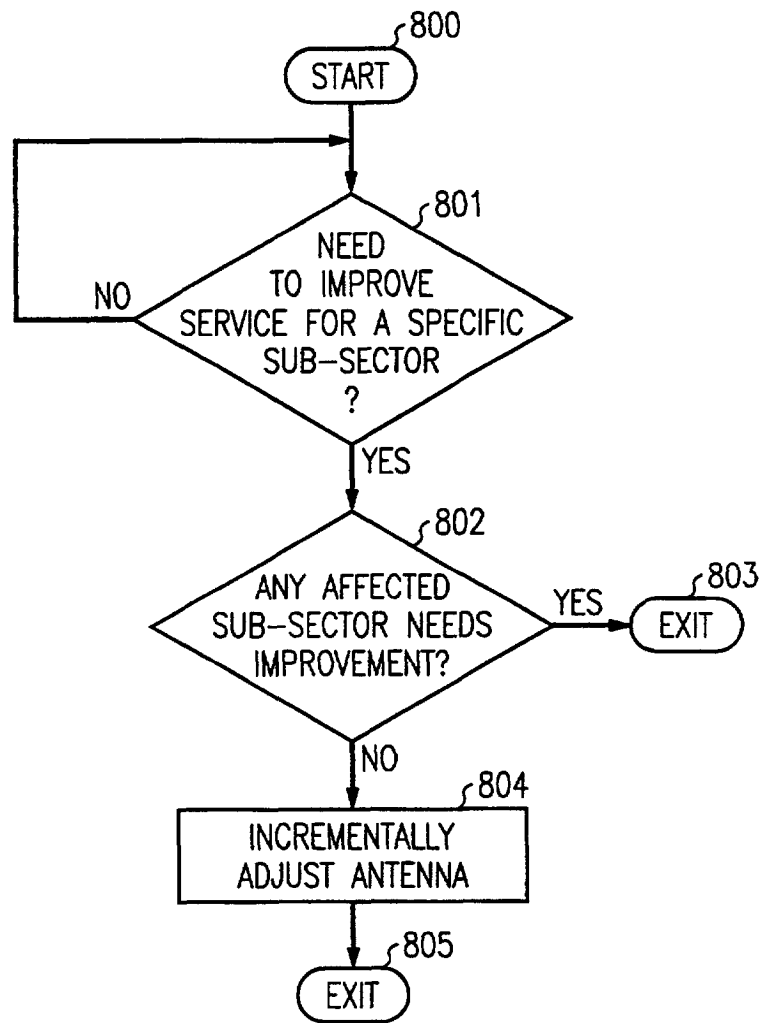 800
START
801
NEED
TO IMPROVE
SERVICE FOR A SPECIFIC
SUB-SECTOR
?
NO
YES
802
ANY AFFECTED
SUB-SECTOR NEEDS
IMPROVEMENT?
YES
803
EXIT
NO
804
INCREMENTALLY
ADJUST ANTENNA
805
EXIT